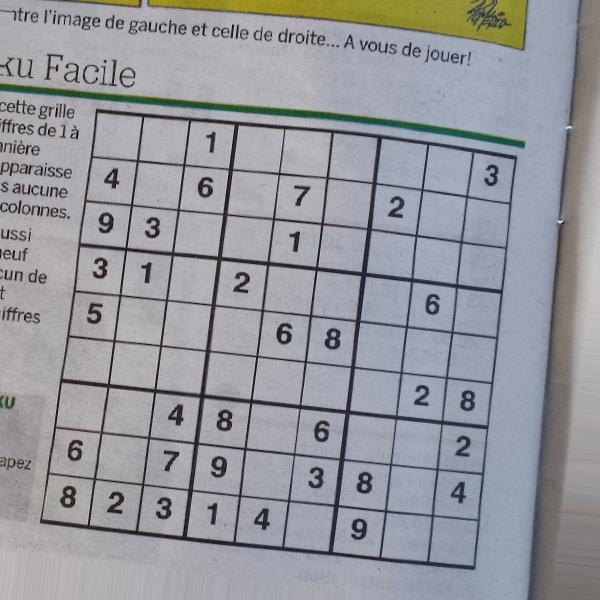 ntre l'image de gauche et celle de droite... A vous de jouer!
ku Facile
cette grille
iffres de 1 à
nière
pparaisse
s aucune
colonnes.
ussi
neuf
cun de
t
iffres
KU
apez
1 3
4 6 7 2
9 3 1
3 1 2 6
5 6 8
2 8
4 8 6 2
6 7 9 3 8 4
8 2 3 1 4 9